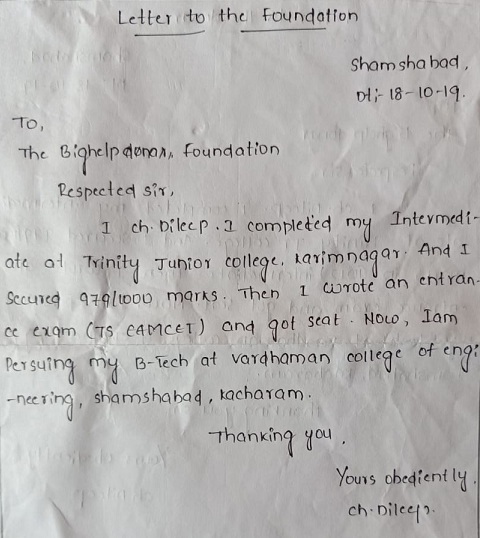 Letter to the Foundation
Shamshabad,
Dt:- 18-10-19.
To,
The Bighelp donors, Foundation
Respected sir,
I ch. Dileep. I completed my Intermedi-
ate at Trinity Junior college, karimnagar. And I
secured 979/1000 marks. Then I wrote an entran-
ce exam (TS EAMCET) and got seat. Now, Iam
Persuing my B-Tech at vardhaman college of engi
-neering, shamshabad, kacharam.
Thanking you.
Yours obediently.
ch. Dileep.